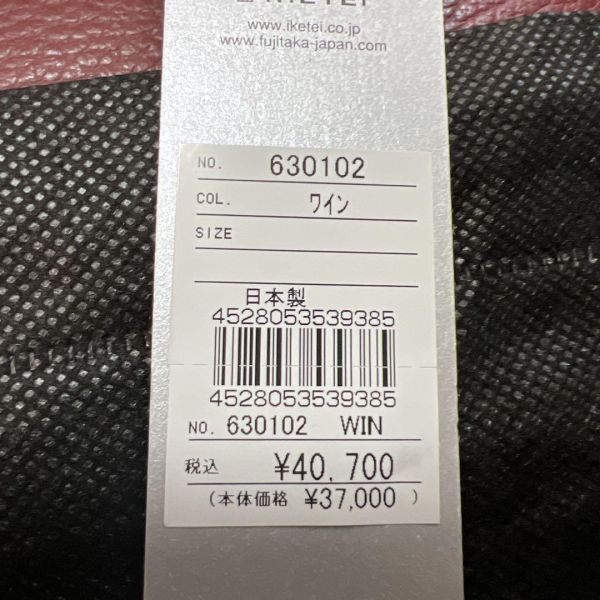 www.iketei.co.jp
www.fujitaka-japan.com
NO. 630102
COL. ワイン
SIZE
日本製
4528053539385
4528053539385
NO. 630102 WIN
税込 ¥40,700
(本体価格 ¥37,000 )